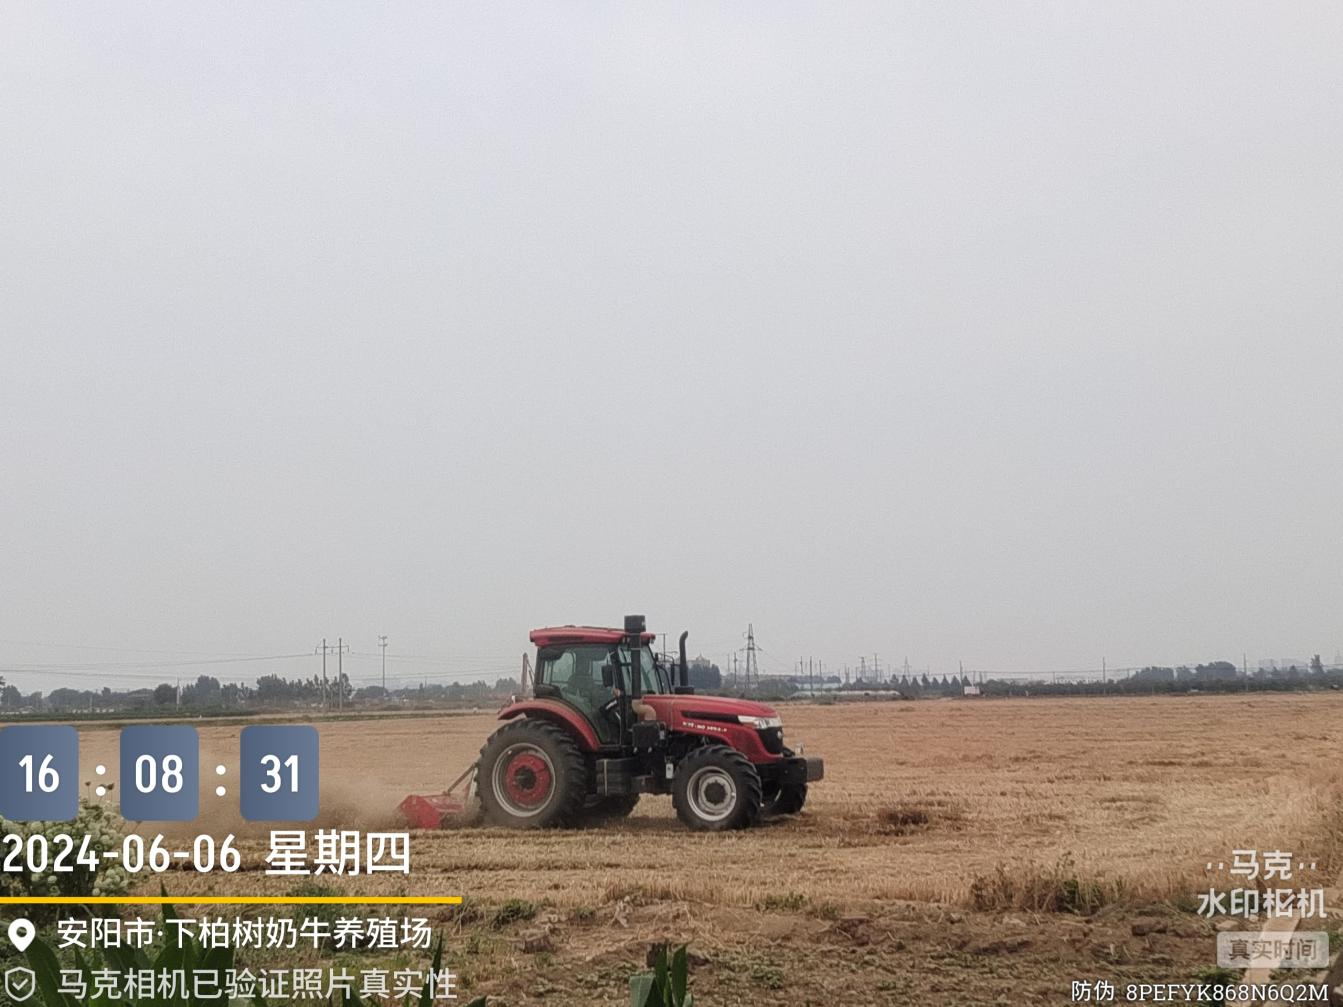 16:08:31
2024-06-06 星期四
安阳市·下柏树奶牛养殖场
马克相机已验证照片真实性
马克
水印相机
真实时间
防伪 8PEFYK868N6Q2M